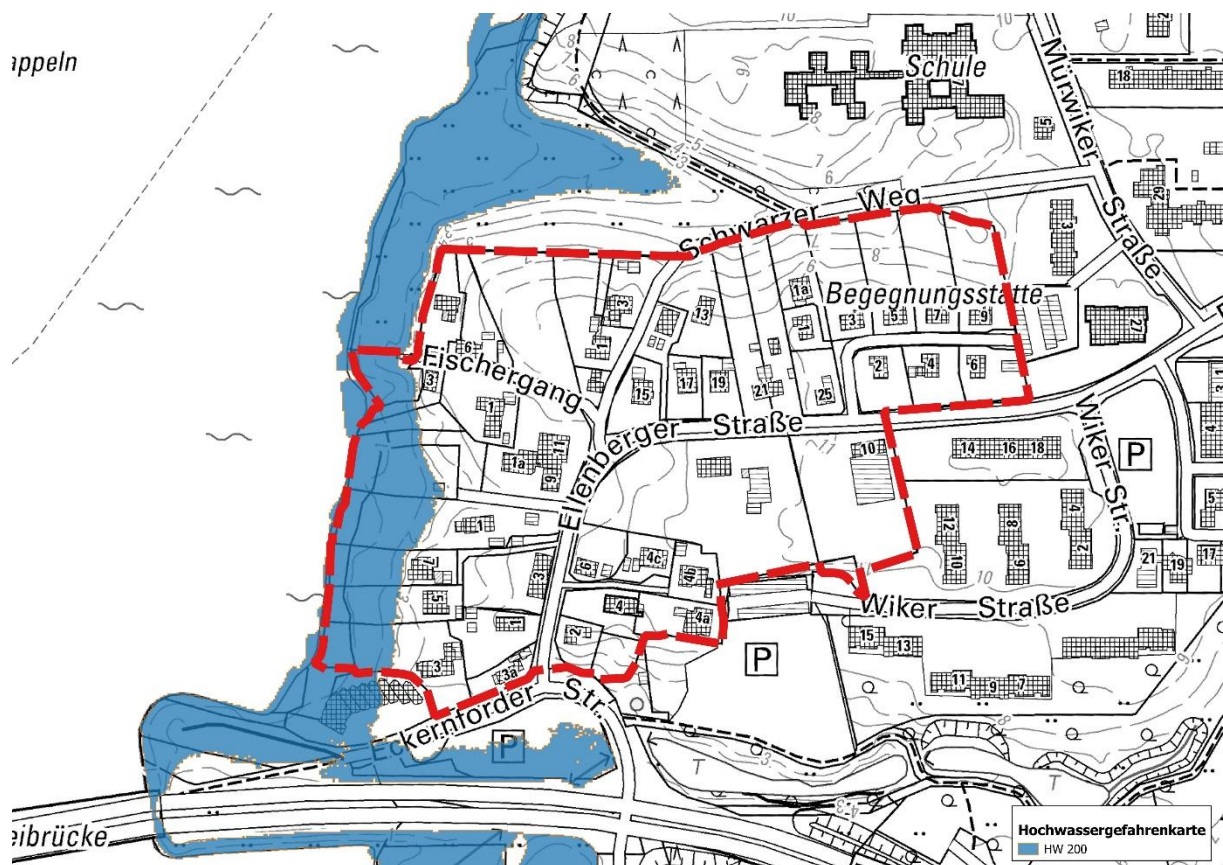 appeln
Schule
Mürwiker
Straße
Schwarzer Weg
Begegnungsstätte
Fischergang
Ellenberger Straße
Wiker Str.
Wiker Straße
Eckernförder Str.
eibrücke
P
P
P
T
T
10
18
5
29
3
27
13
1a
1
3
5
7
9
2
4
6
15
17
19
21
25
6
3
1
11
1a
9
10
14 16 18
12
10
8
6
4
2
21
19
17
15
13
11
9
7
1
7
5
3
1
3
3a
2
4
4a
4b
4c
6
Hochwassergefahrenkarte
HW 200